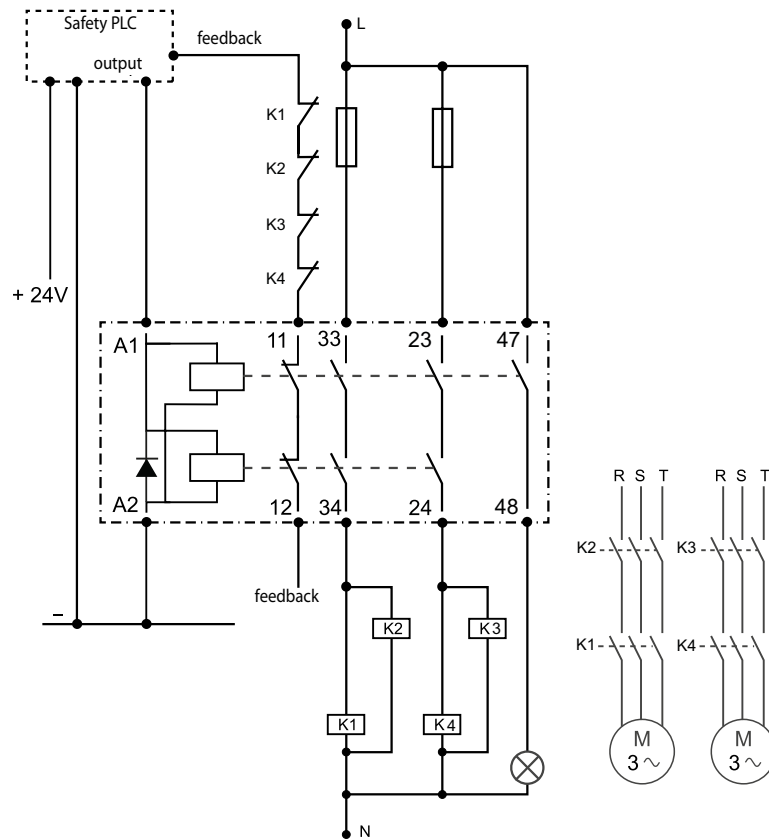 Safety PLC
output
feedback
L
K1
K2
K3
K4
+ 24V
A1
11
33
23
47
A2
12
34
24
48
feedback
–
K2
K3
K1
K4
N
R S T
R S T
K2
K3
K1
K4
M
3 ~
M
3 ~